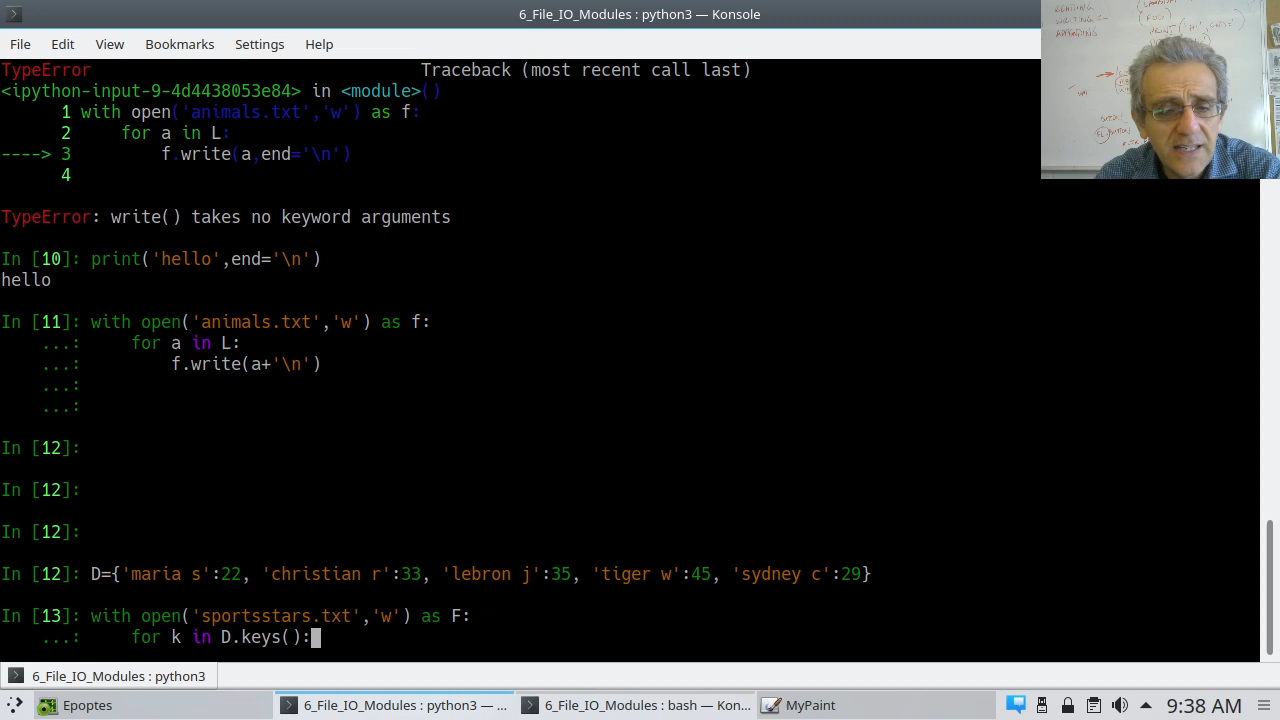 6_File_IO_Modules : python3 — Konsole
File Edit View Bookmarks Settings Help
TypeError                                 Traceback (most recent call last)
<ipython-input-9-4d4438053e84> in <module>()
      1 with open('animals.txt','w') as f:
      2     for a in L:
----> 3         f.write(a,end='\n')
      4
TypeError: write() takes no keyword arguments
In [10]: print('hello',end='\n')
hello
In [11]: with open('animals.txt','w') as f:
    ...:     for a in L:
    ...:         f.write(a+'\n')
    ...:
    ...:
In [12]:
In [12]:
In [12]:
In [12]: D={'maria s':22, 'christian r':33, 'lebron j':35, 'tiger w':45, 'sydney c':29}
In [13]: with open('sportsstars.txt','w') as F:
    ...:     for k in D.keys():
6_File_IO_Modules : python3
Epoptes 6_File_IO_Modules : python3 — ... 6_File_IO_Modules : bash — Kon... MyPaint 9:38 AM
READING
WRITING